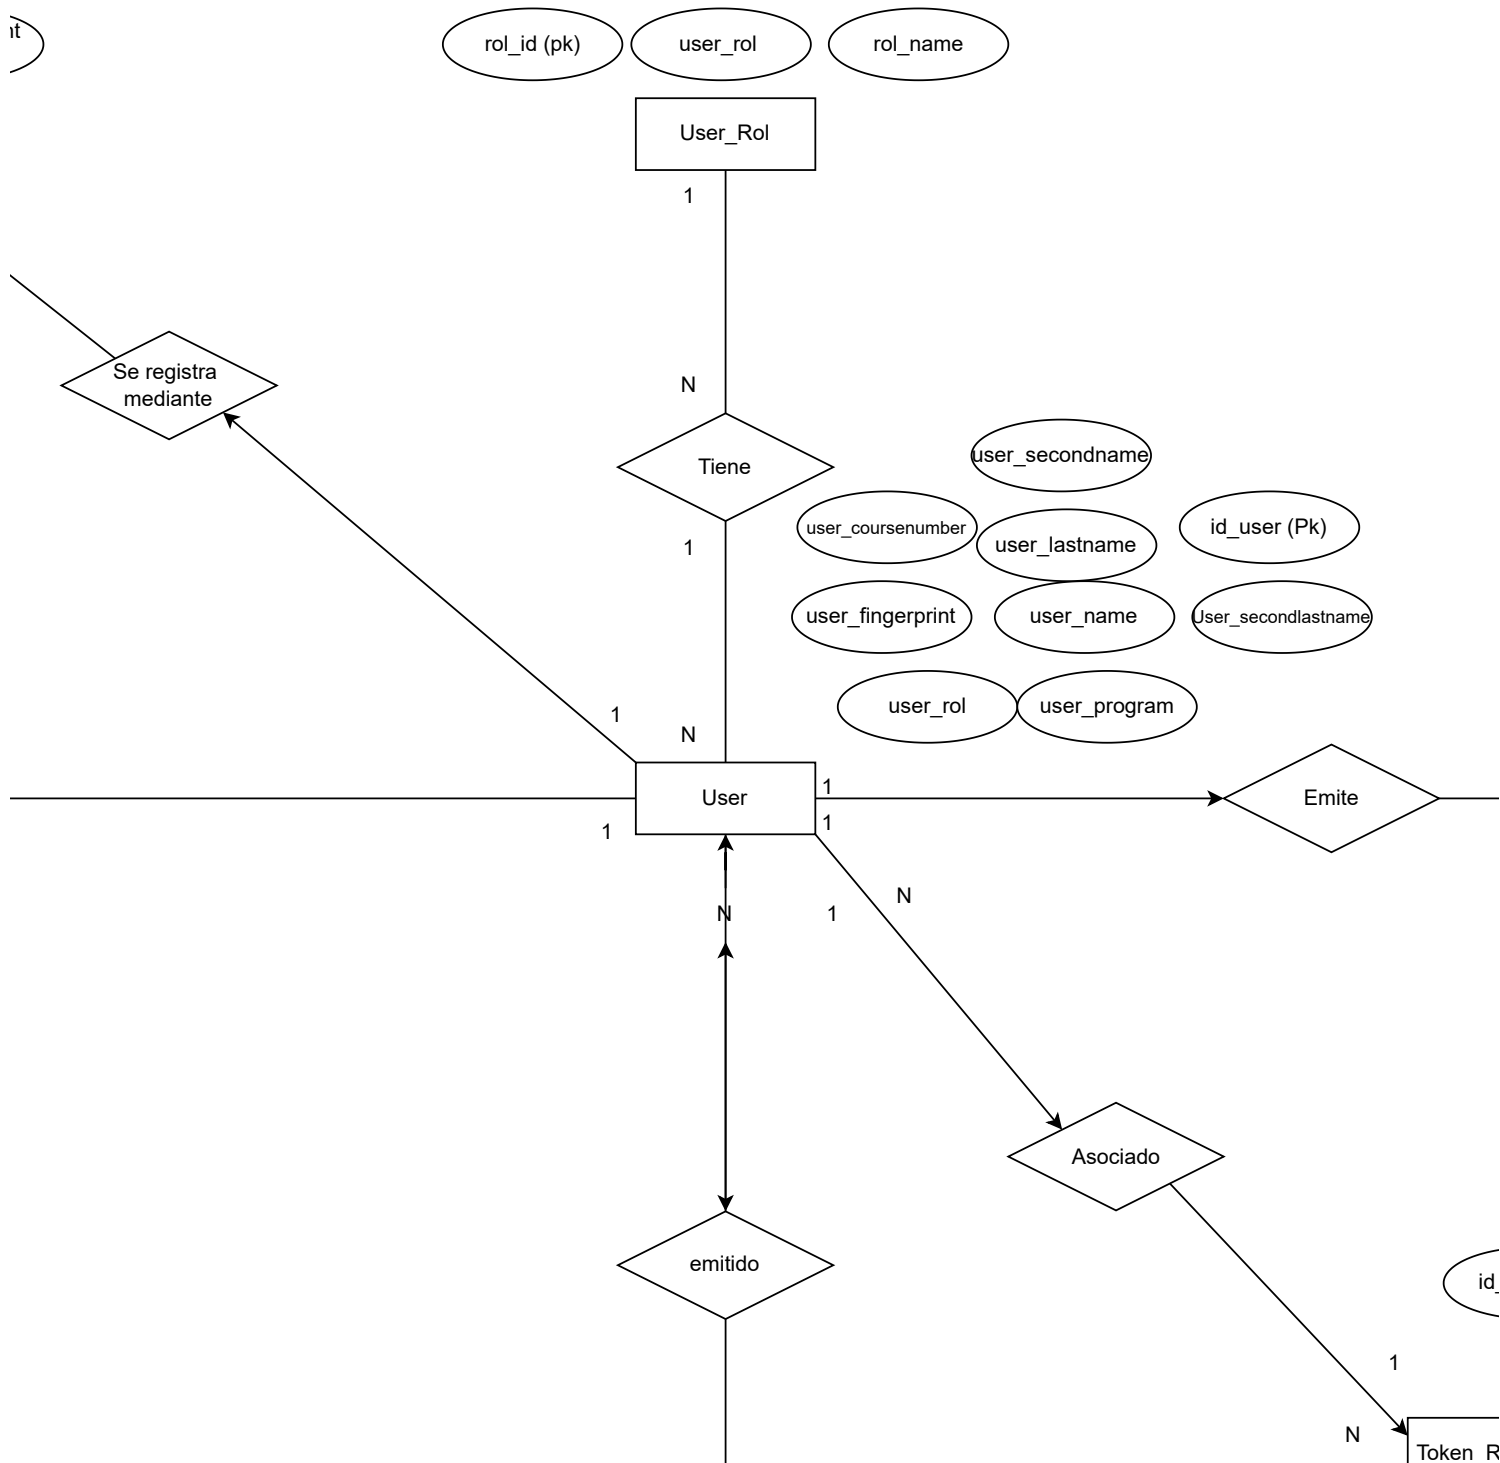 rol_id (pk)
user_rol
rol_name
User_Rol
1
Se registra
mediante
N
Tiene
user_secondname
user_coursenumber
user_lastname
id_user (Pk)
1
user_fingerprint
user_name
User_secondlastname
user_rol
user_program
1
N
User
1
Emite
1
1
N
1
N
Asociado
emitido
1
N